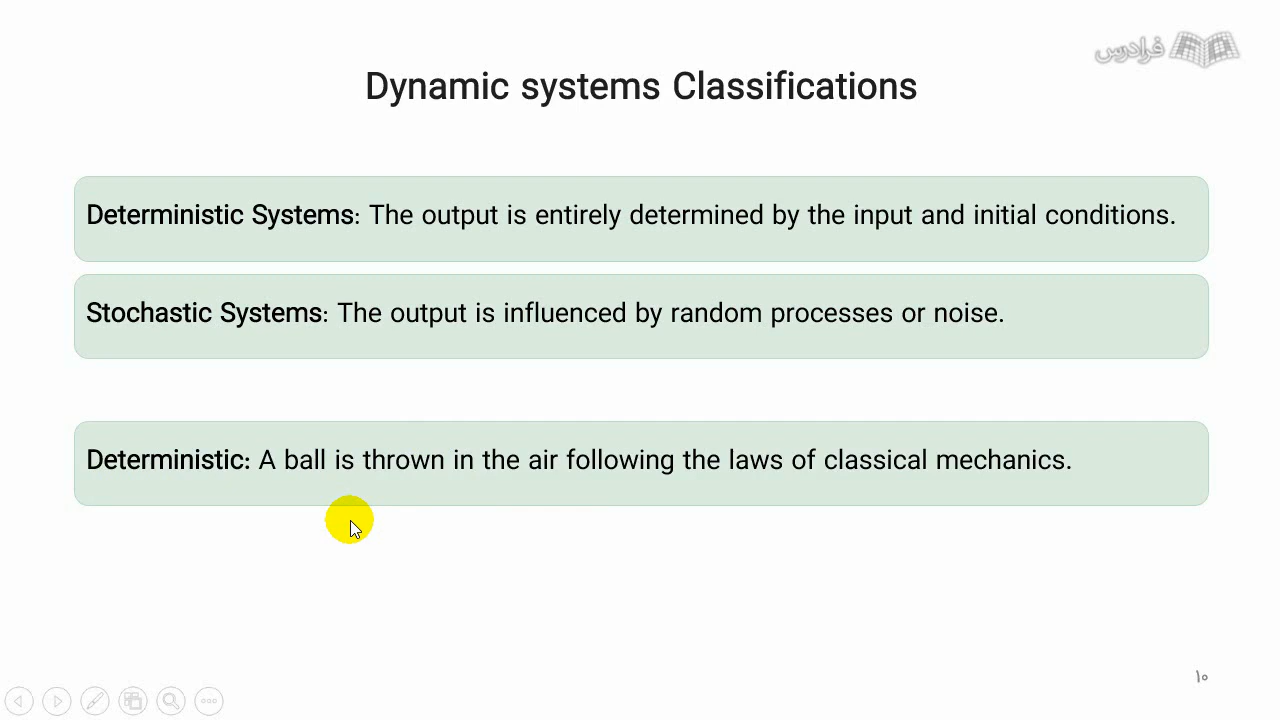 فرادرس
Dynamic systems Classifications
Deterministic Systems: The output is entirely determined by the input and initial conditions.
Stochastic Systems: The output is influenced by random processes or noise.
Deterministic: A ball is thrown in the air following the laws of classical mechanics.
۱۰